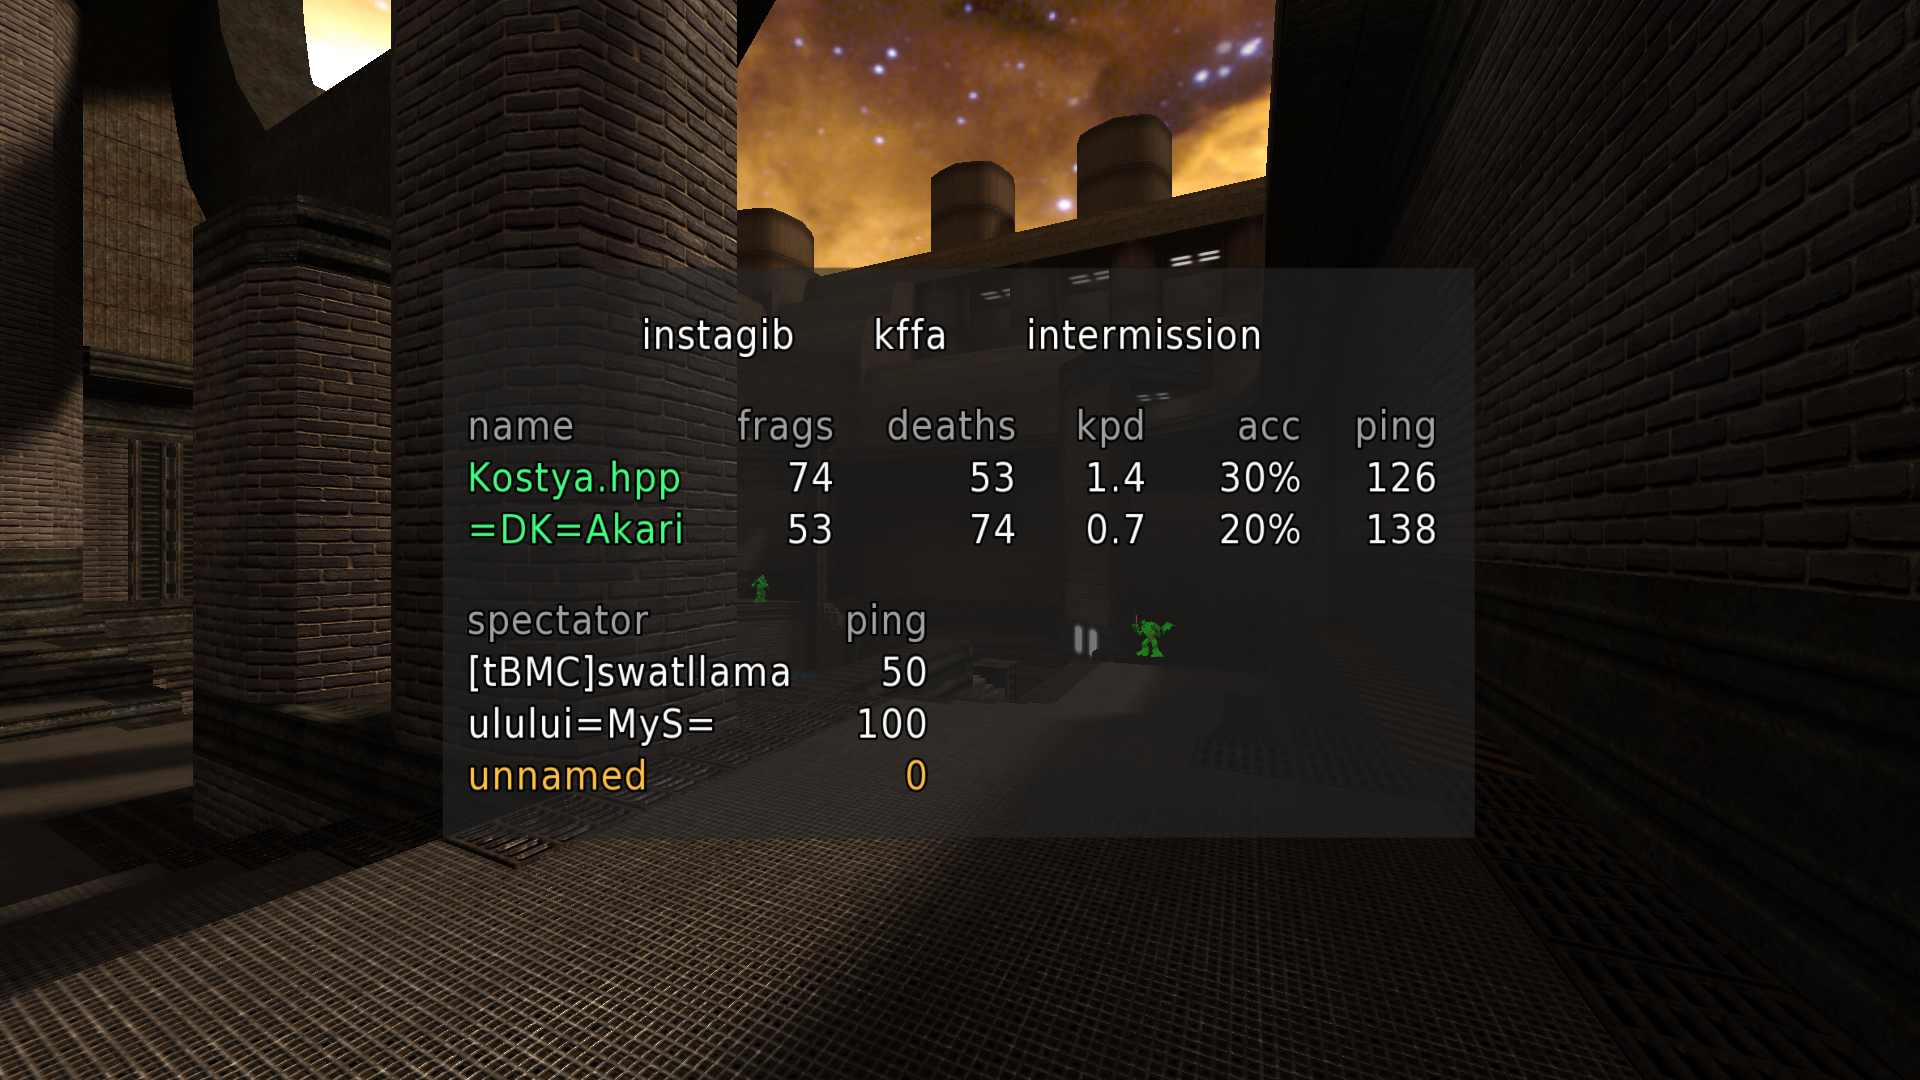 instagib kffa intermission
name frags deaths kpd acc ping
Kostya.hpp 74 53 1.4 30% 126
=DK=Akari 53 74 0.7 20% 138
spectator ping
[tBMC]swatllama 50
ululuі=MyS= 100
unnamed 0